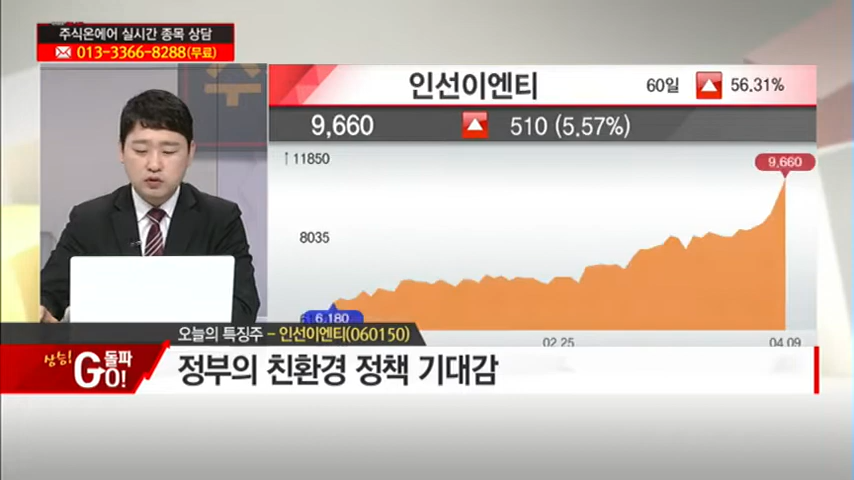 주식온에어 실시간 종목 상담
013-3366-8288(무료)
인선이엔티
60일 56.31%
9,660 510 (5.57%)
↑11850
9,660
8035
6,180
02.25
04.09
오늘의 특징주 - 인선이엔티(060150)
상승! 돌파 GO!
정부의 친환경 정책 기대감